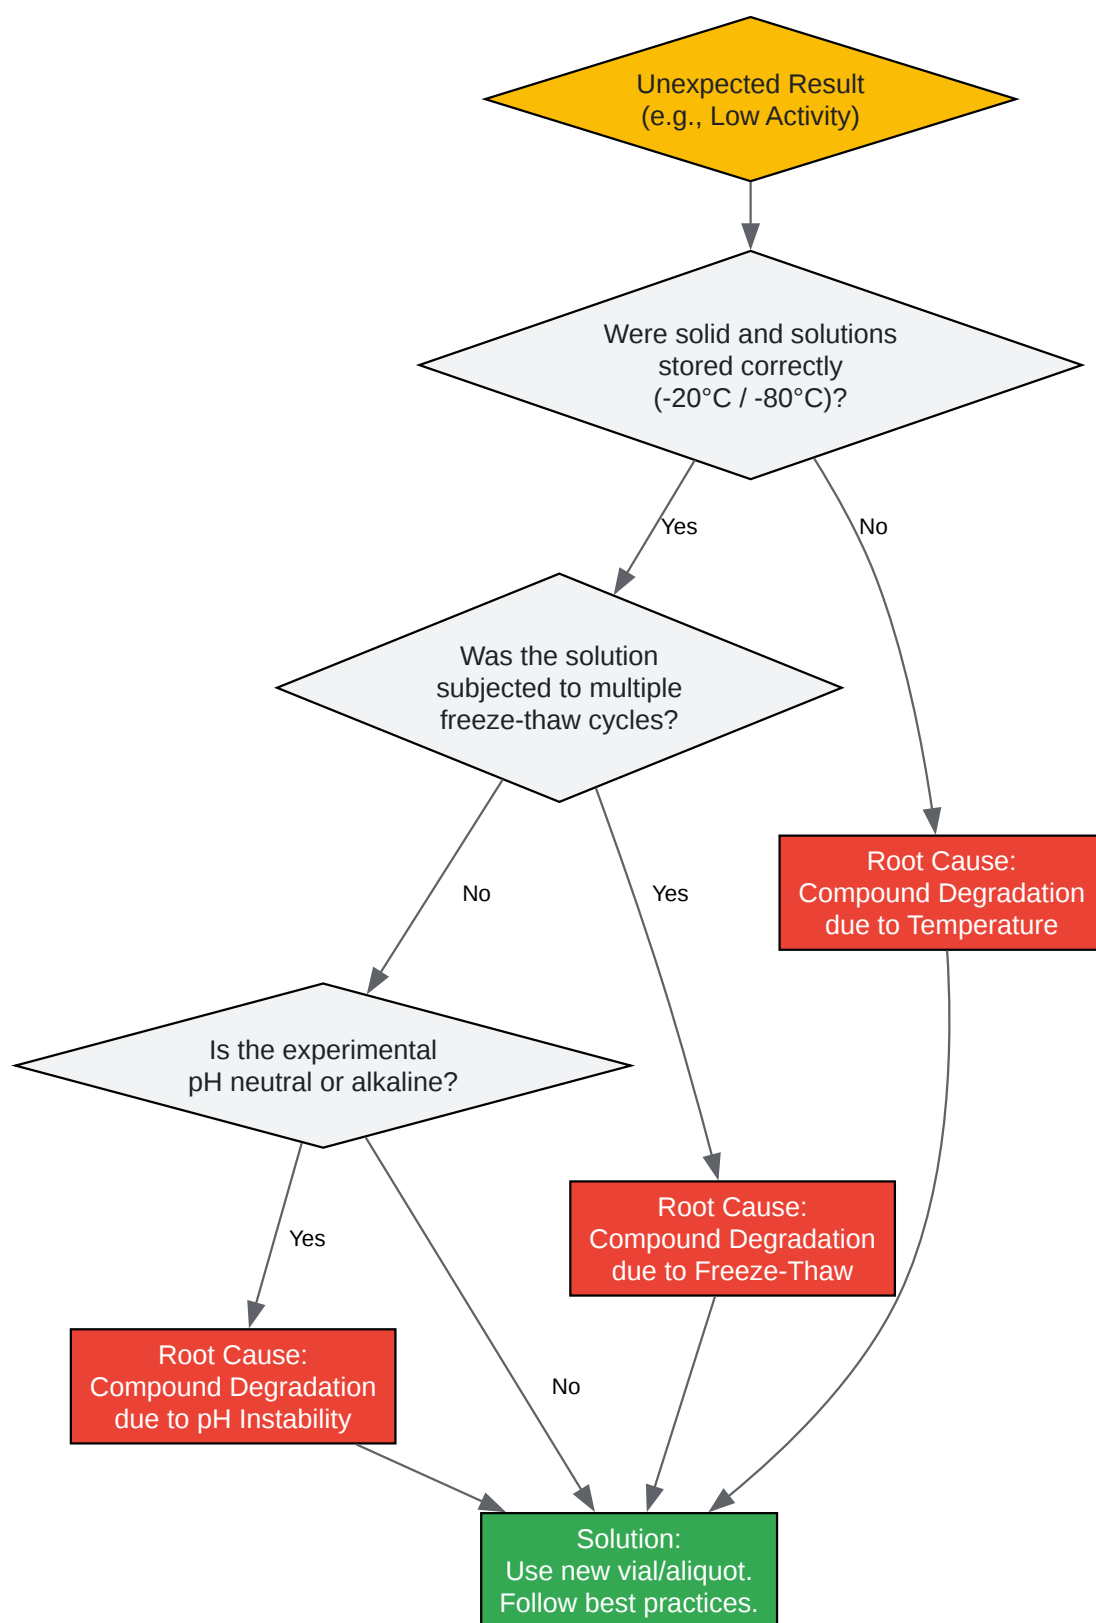 Unexpected Result
(e.g., Low Activity)
Were solid and solutions
stored correctly
(-20°C / -80°C)?
Yes
No
Was the solution
subjected to multiple
freeze-thaw cycles?
Root Cause:
Compound Degradation
due to Temperature
No
Yes
Is the experimental
pH neutral or alkaline?
Root Cause:
Compound Degradation
due to Freeze-Thaw
Yes
Root Cause:
Compound Degradation
due to pH Instability
No
Solution:
Use new vial/aliquot.
Follow best practices.